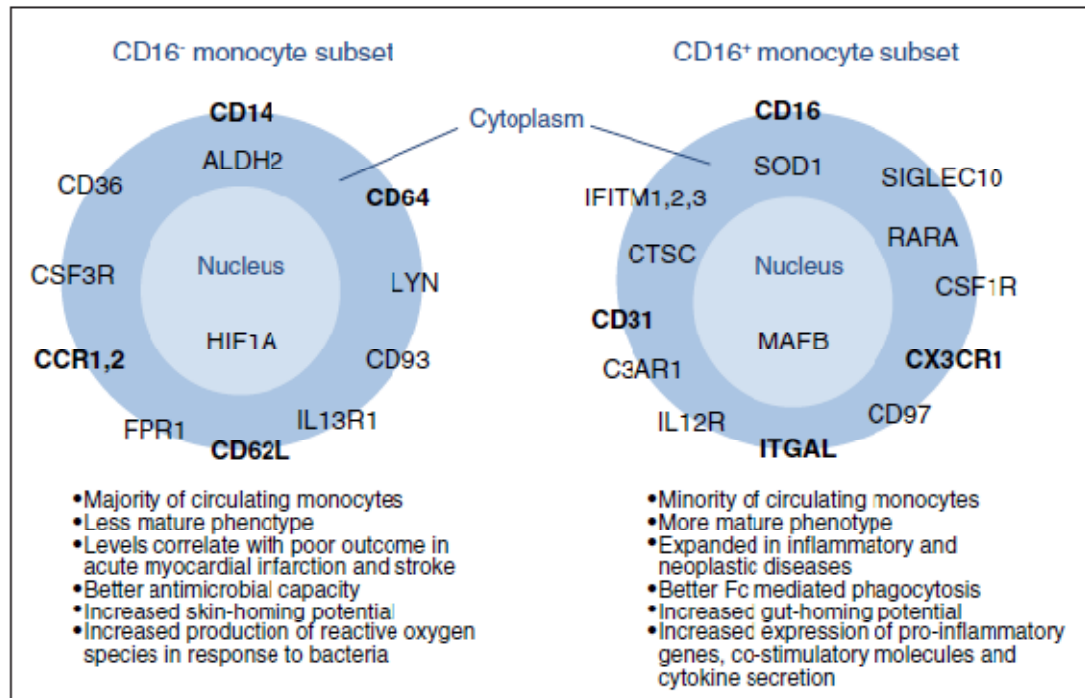 CD16- monocyte subset
CD14
ALDH2
CD36
CD64
CSF3R
Nucleus
LYN
HIF1A
CCR1,2
CD93
FPR1
IL13R1
CD62L
Cytoplasm
CD16+ monocyte subset
CD16
SOD1
SIGLEC10
IFITM1,2,3
RARA
CTSC
Nucleus
CSF1R
CD31
MAFB
CX3CR1
C3AR1
IL12R
CD97
ITGAL
•Majority of circulating monocytes
•Less mature phenotype
•Levels correlate with poor outcome in
acute myocardial infarction and stroke
•Better antimicrobial capacity
•Increased skin-homing potential
•Increased production of reactive oxygen
species in response to bacteria
•Minority of circulating monocytes
•More mature phenotype
•Expanded in inflammatory and
neoplastic diseases
•Better Fc mediated phagocytosis
•Increased gut-homing potential
•Increased expression of pro-inflammatory
genes, co-stimulatory molecules and
cytokine secretion